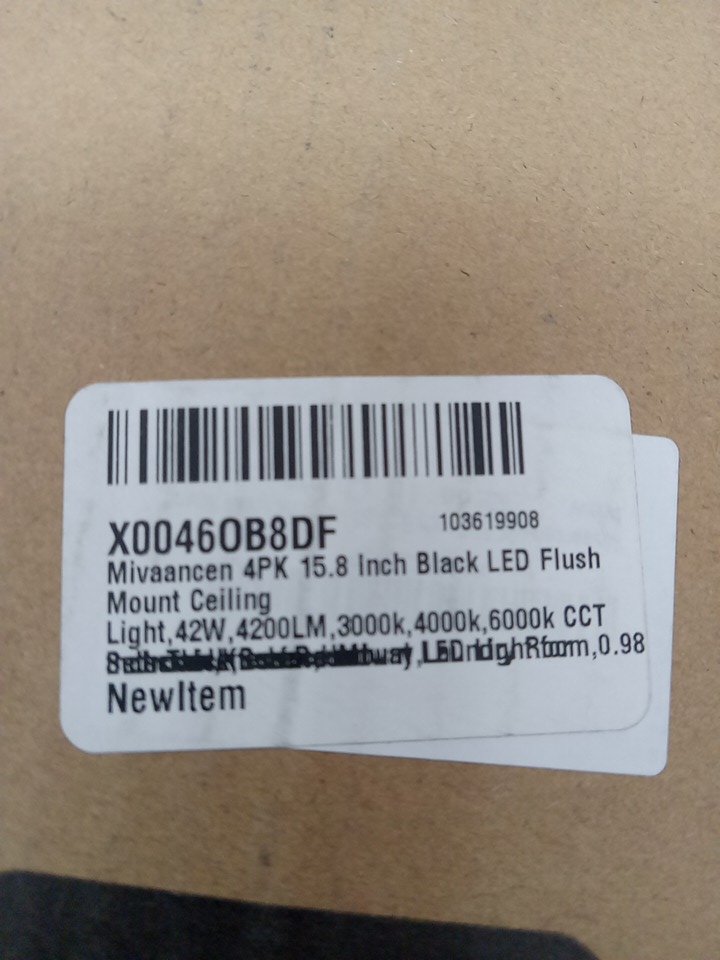 X0046OB8DF
103619908
Mivaancen 4PK 15.8 Inch Black LED Flush
Mount Ceiling
Light,42W,4200LM,3000k,4000k,6000k CCT
,0.98
NewItem